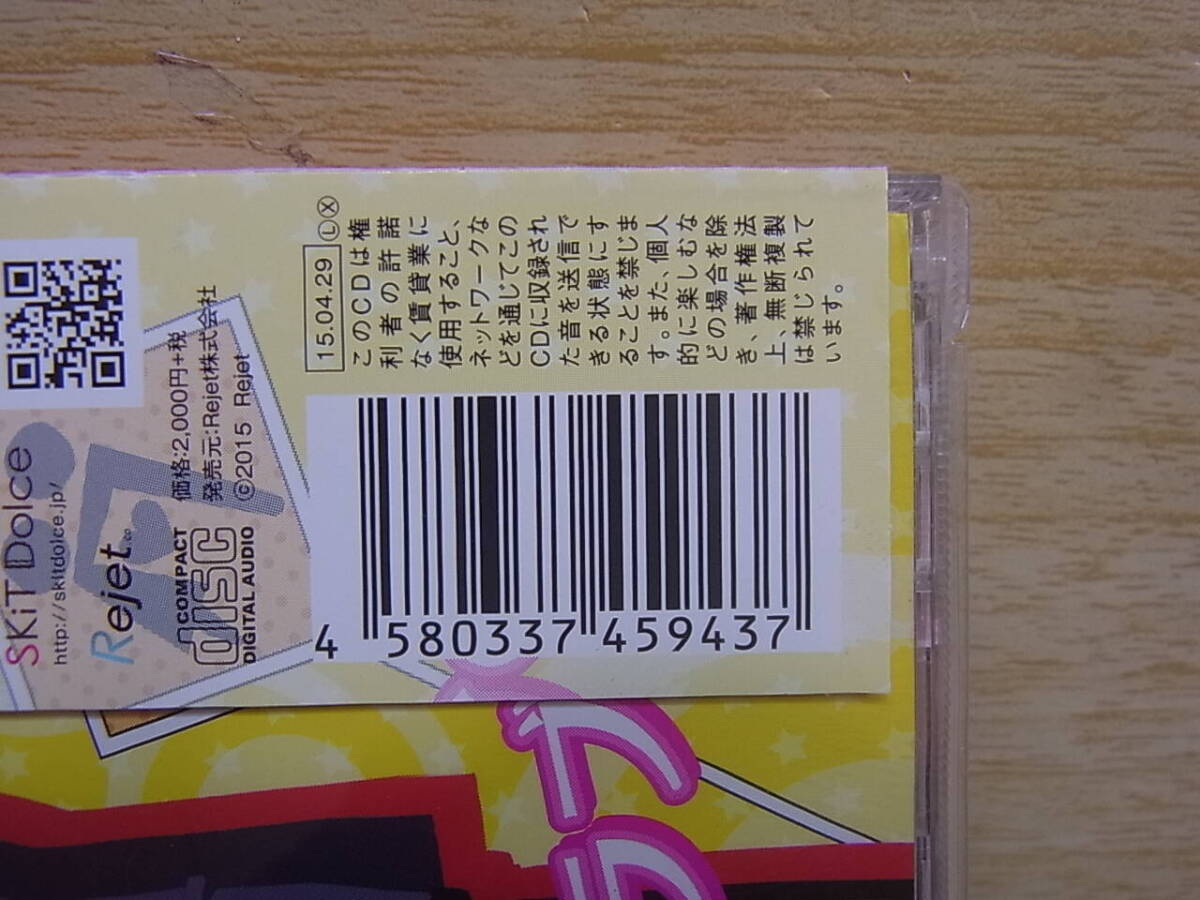 SKiT Dolce
http://skitdolce.jp/
Rejet.co
COMPACT
disc
DIGITAL AUDIO
価格:2,000円+税
発売元:Rejet株式会社
©2015 Rejet
15.04.29 Ⓛ Ⓧ
このCDは権
利者の許諾
なく賃貸業に
使用すること、
ネットワークな
どを通じてこの
CDに収録され
た音を送信で
きる状態にす
ることを禁じま
す。また、個人
的に楽しむな
どの場合を除
き、著作権法
上、無断複製
は禁じられて
います。
4 580337 459437